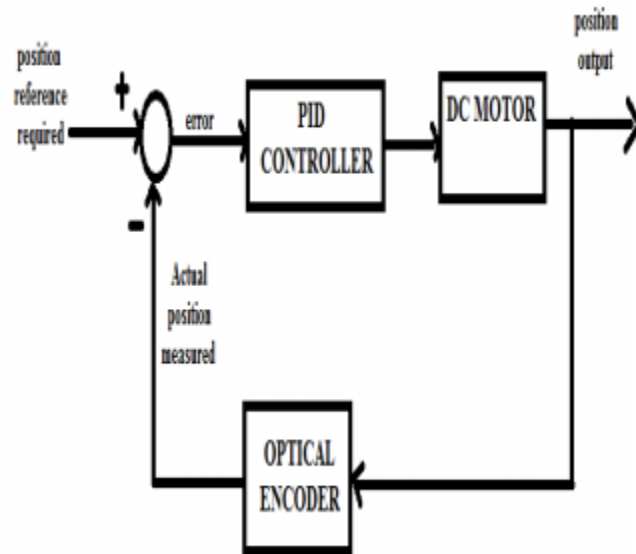 position
reference
required
+
error
PID
CONTROLLER
DC MOTOR
position
output
-
Actual
position
measured
OPTICAL
ENCODER